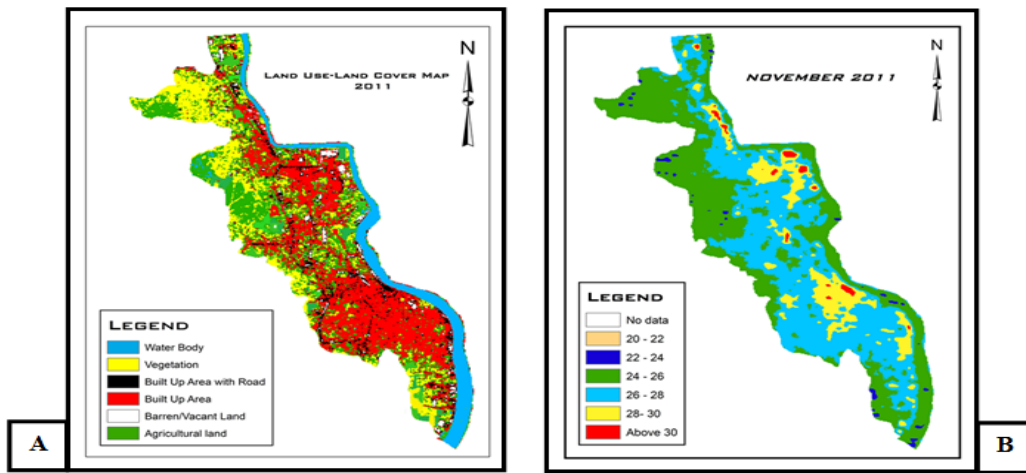 N
LAND USE-LAND COVER MAP
2011
LEGEND
Water Body
Vegetation
Built Up Area with Road
Built Up Area
Barren/Vacant Land
Agricultural land
A
N
NOVEMBER 2011
LEGEND
No data
20 - 22
22 - 24
24 - 26
26 - 28
28- 30
Above 30
B